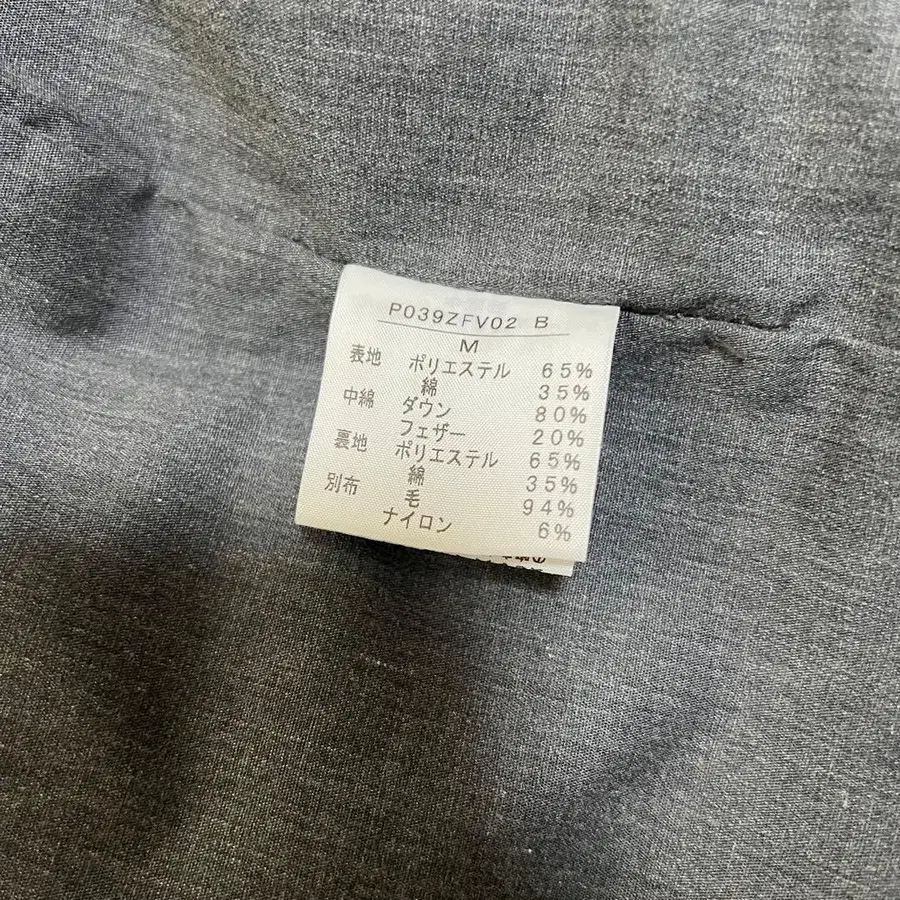 P039ZFV02 B
M
表地 ポリエステル 65%
綿 35%
中綿 ダウン 80%
フェザー 20%
裏地 ポリエステル 65%
綿 35%
別布 毛 94%
ナイロン 6%